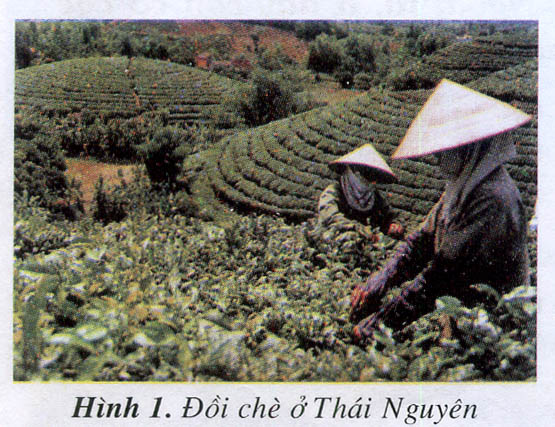 Hình 1. Đồi chè ở Thái Nguyên